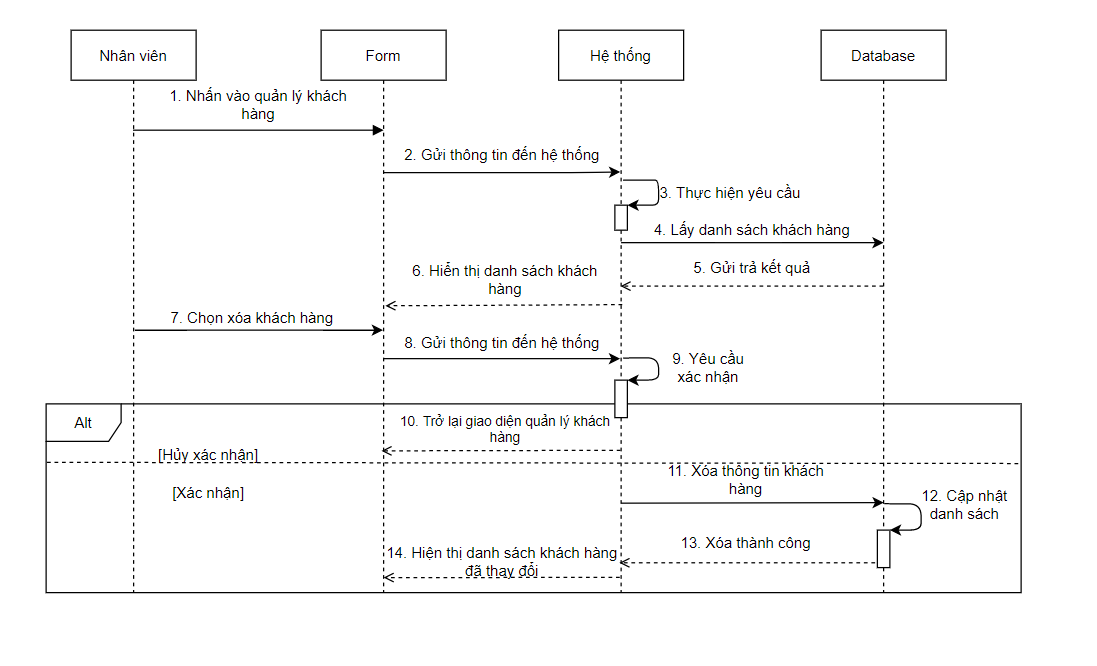 Nhân viên
Form
Hệ thống
Database
1. Nhấn vào quản lý khách
hàng
2. Gửi thông tin đến hệ thống
3. Thực hiện yêu cầu
4. Lấy danh sách khách hàng
5. Gửi trả kết quả
6. Hiển thị danh sách khách
hàng
7. Chọn xóa khách hàng
8. Gửi thông tin đến hệ thống
9. Yêu cầu
xác nhận
Alt
10. Trở lại giao diện quản lý khách
hàng
[Hủy xác nhận]
11. Xóa thông tin khách
hàng
[Xác nhận]
12. Cập nhật
danh sách
13. Xóa thành công
14. Hiện thị danh sách khách hàng
đã thay đổi